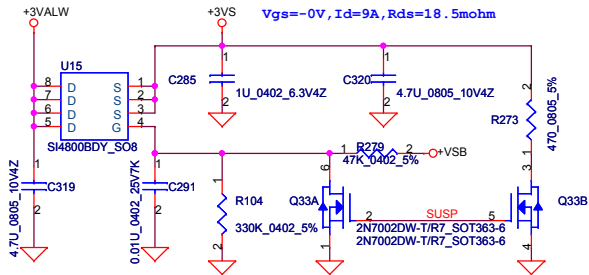 +3VALW
+3VS
Vgs=-0V,Id=9A,Rds=18.5mohm
U15
8 D S 1
7 D S 2
6 D S 3
5 D G 4
SI4800BDY_SO8
1
C285
2
1U_0402_6.3V4Z
1
C320
2
4.7U_0805_10V4Z
2
R273
1
470_0805_5%
1
C319
2
4.7U_0805_10V4Z
1
C291
2
0.01U_0402_25V7K
1
R104
2
330K_0402_5%
1 R279 2
47K_0402_5%
+VSB
6
Q33A
2
1
SUSP
3
Q33B
5
4
2N7002DW-T/R7_SOT363-6
2N7002DW-T/R7_SOT363-6